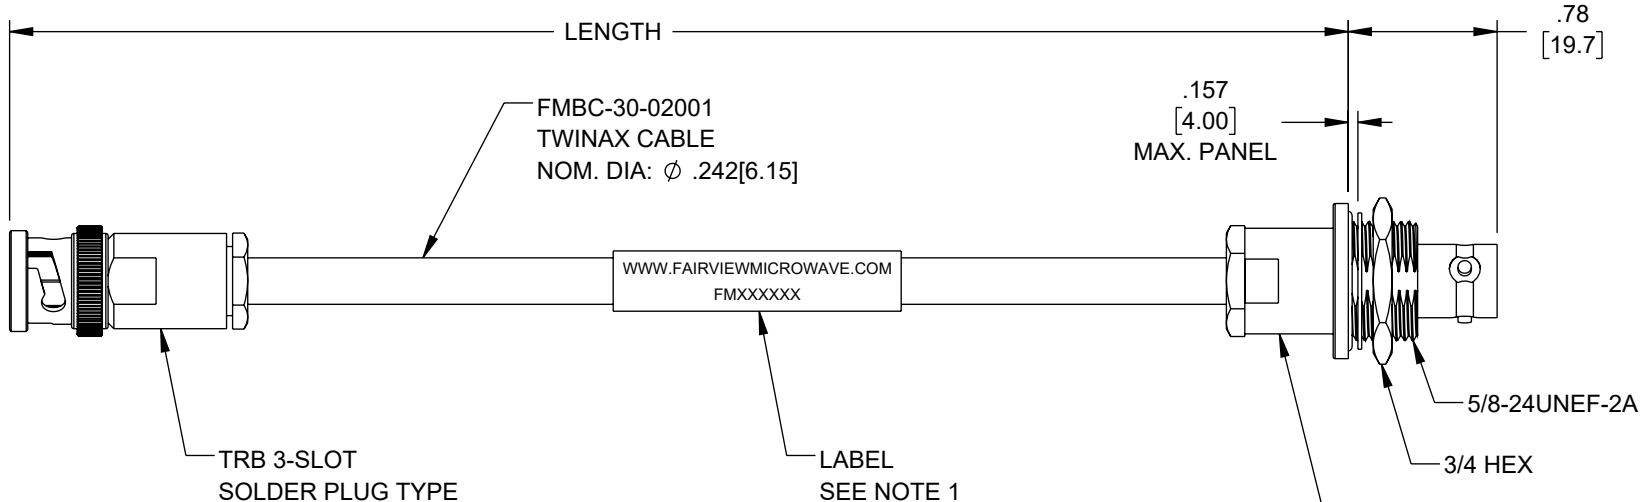 LENGTH
.78
[19.7]
.157
[4.00]
MAX. PANEL
FMBC-30-02001
TWINAX CABLE
NOM. DIA: ⌀ .242[6.15]
WWW.FAIRVIEWMICROWAVE.COM
FMXXXXXX
5/8-24UNEF-2A
3/4 HEX
TRB 3-SLOT
SOLDER PLUG TYPE
LABEL
SEE NOTE 1